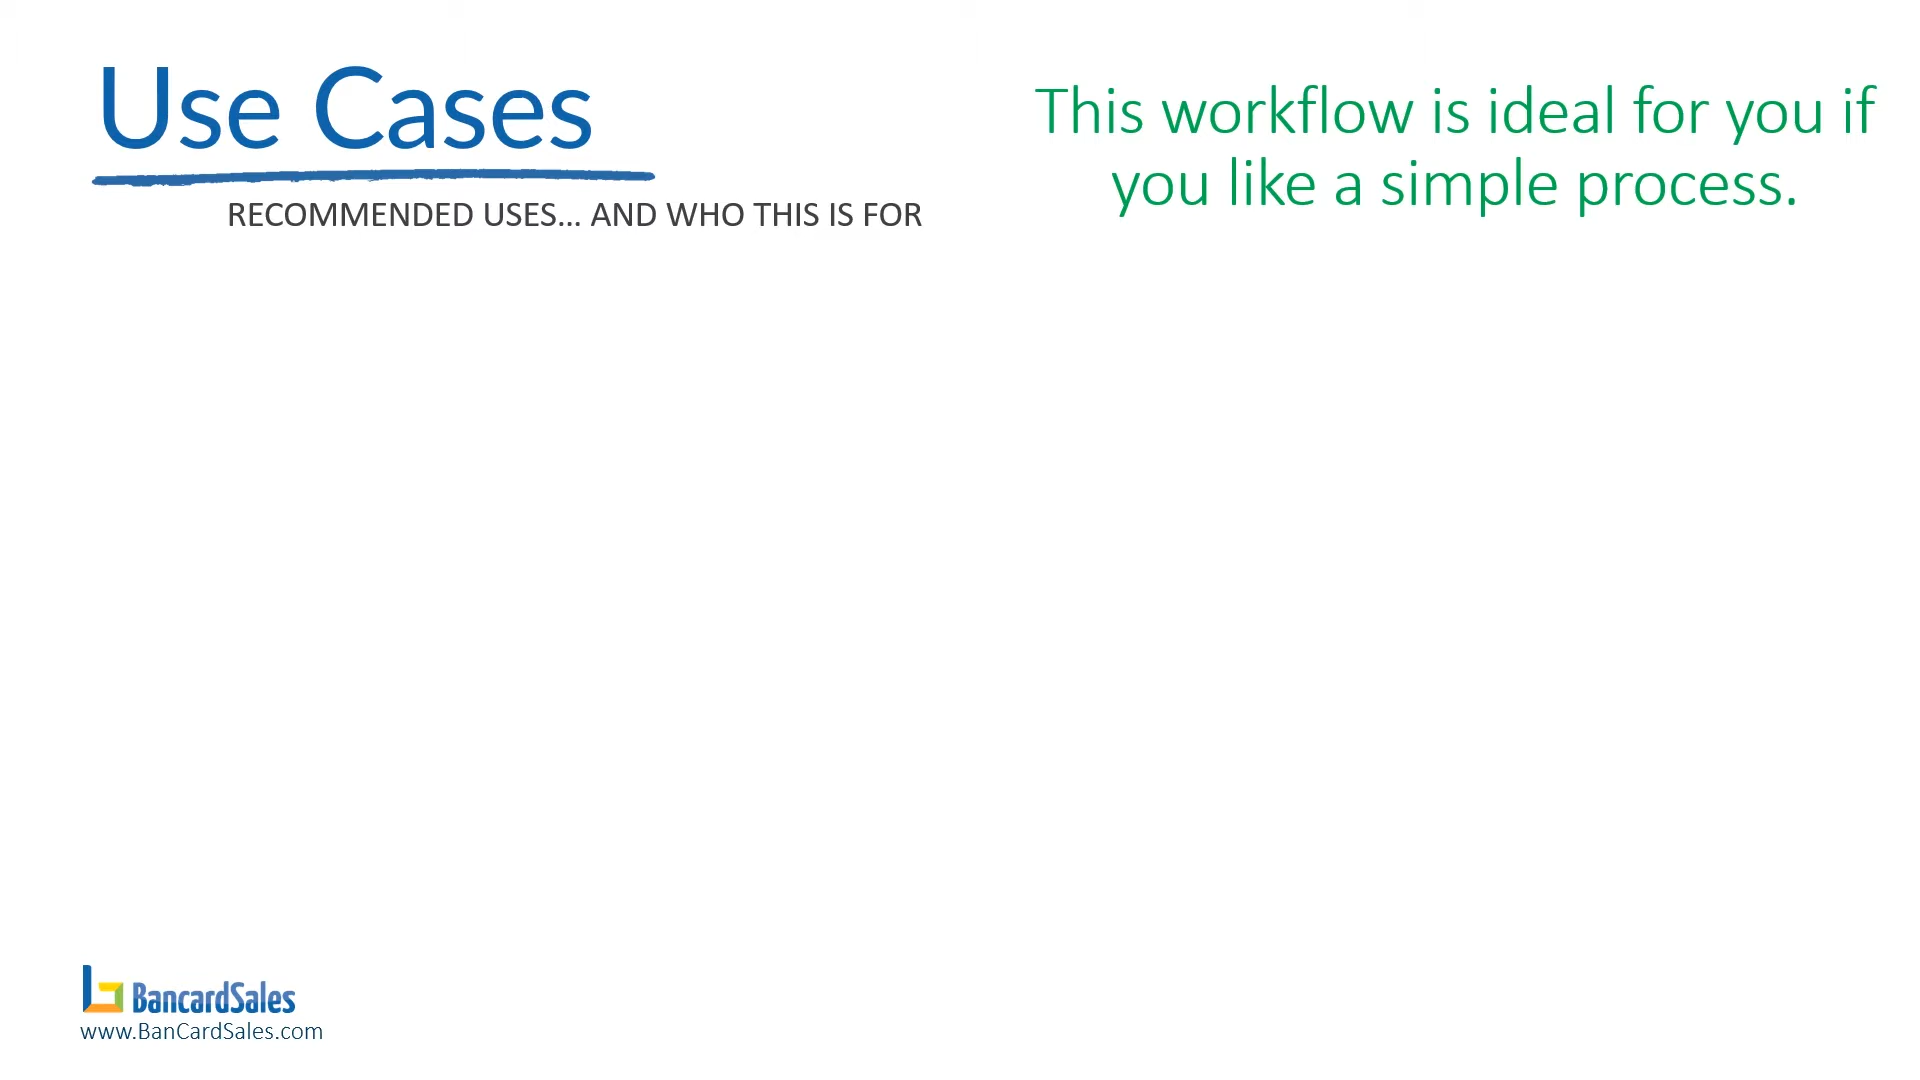 Use Cases
RECOMMENDED USES... AND WHO THIS IS FOR
This workflow is ideal for you if
you like a simple process.
BancardSales
www.BanCardSales.com